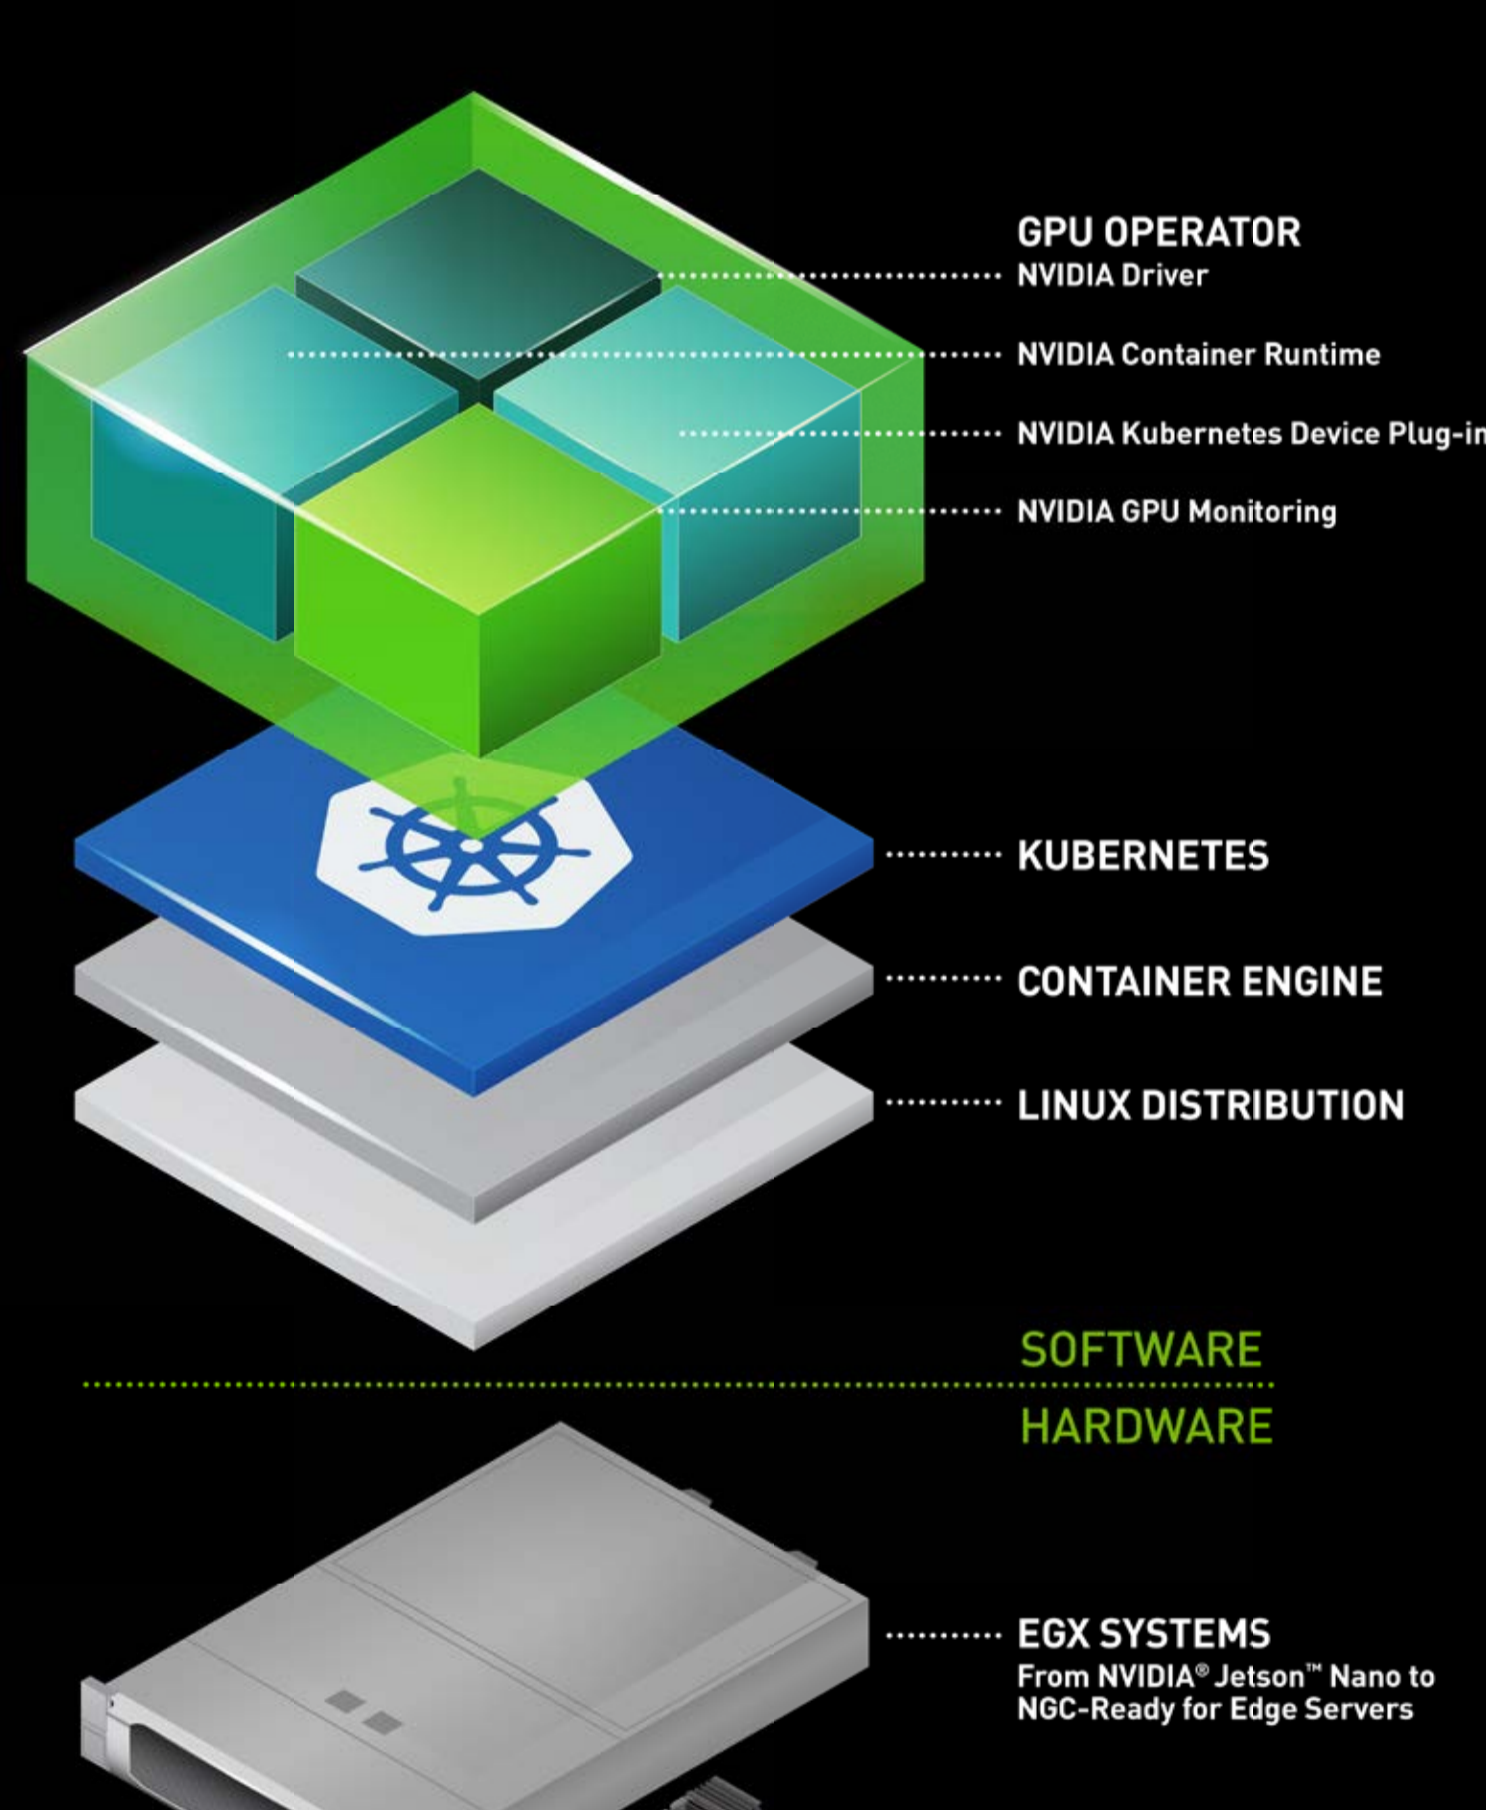 GPU OPERATOR
NVIDIA Driver
NVIDIA Container Runtime
NVIDIA Kubernetes Device Plug-in
NVIDIA GPU Monitoring
KUBERNETES
CONTAINER ENGINE
LINUX DISTRIBUTION
SOFTWARE
HARDWARE
EGX SYSTEMS
From NVIDIA® Jetson™ Nano to
NGC-Ready for Edge Servers